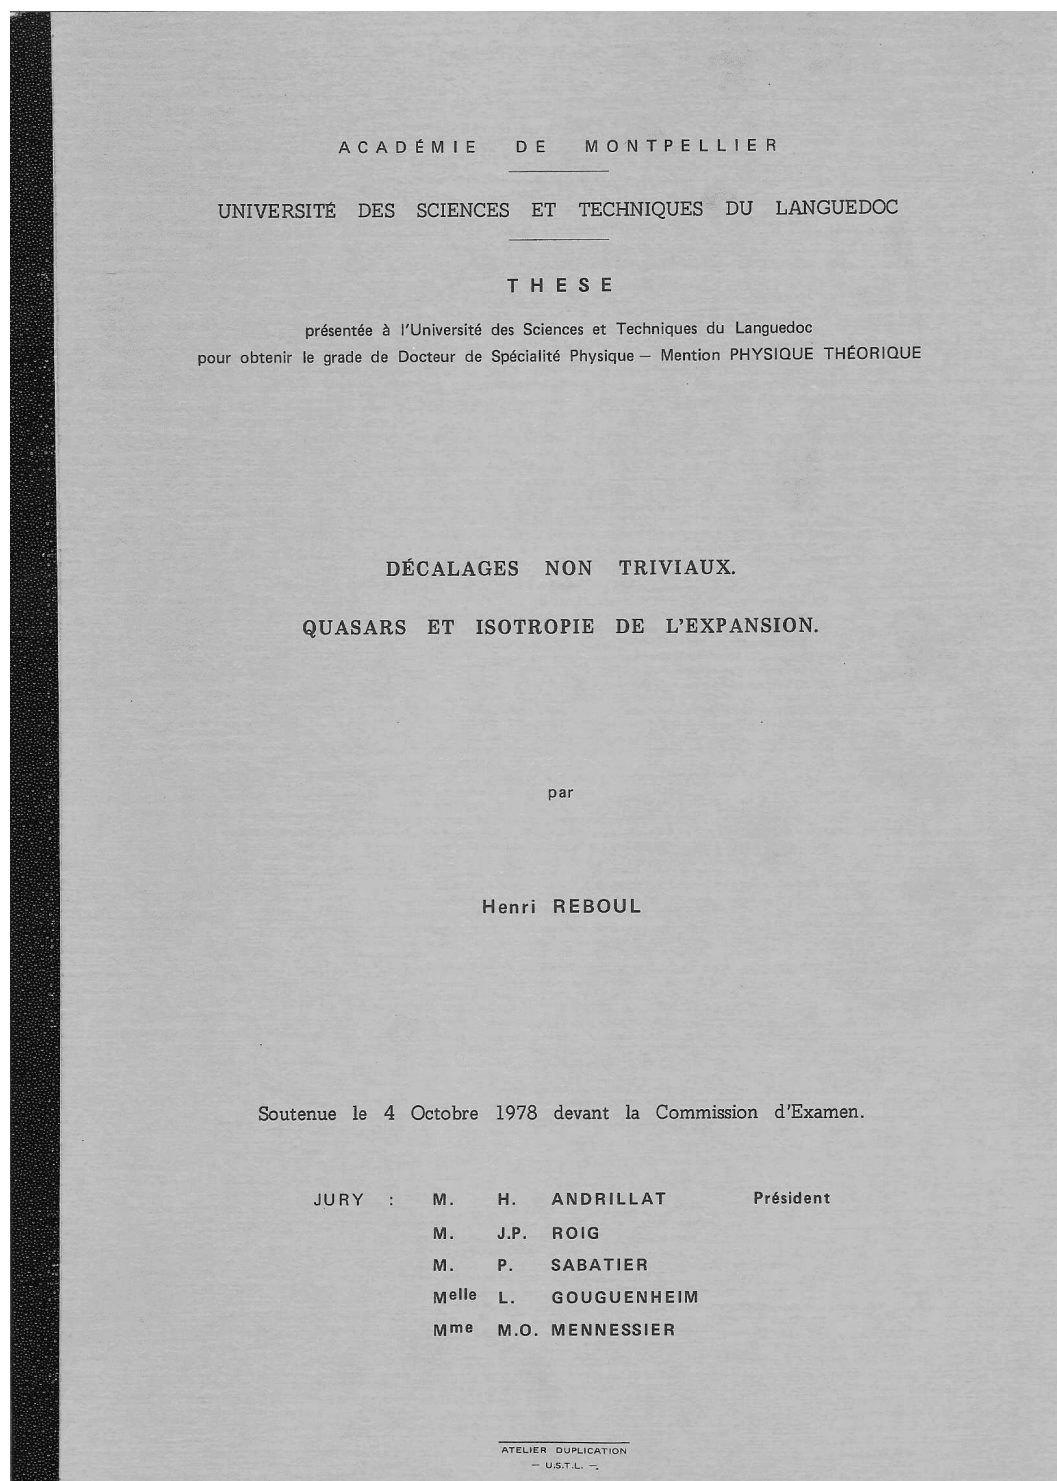 ACADÉMIE DE MONTPELLIER
UNIVERSITÉ DES SCIENCES ET TECHNIQUES DU LANGUEDOC
THESE
présentée à l'Université des Sciences et Techniques du Languedoc
pour obtenir le grade de Docteur de Spécialité Physique — Mention PHYSIQUE THÉORIQUE
DÉCALAGES NON TRIVIAUX.
QUASARS ET ISOTROPIE DE L'EXPANSION.
par
Henri REBOUL
Soutenue le 4 Octobre 1978 devant la Commission d'Examen.
JURY : M. H. ANDRILLAT Président
M. J.P. ROIG
M. P. SABATIER
Melle L. GOUGUENHEIM
Mme M.O. MENNESSIER
ATELIER DUPLICATION
— U.S.T.L. —